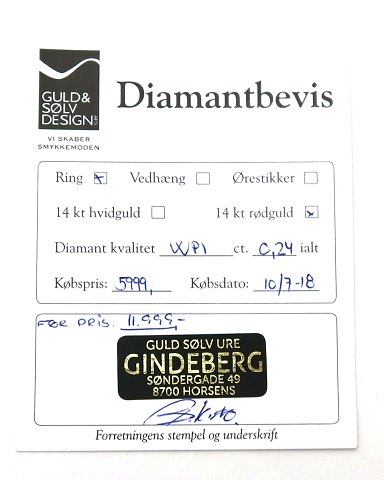 GULD &
SØLV
DESIGN APS
VI SKABER
SMYKKEMODEN
Diamantbevis
Ring Vedhæng Ørestikker
14 kt hvidguld 14 kt rødguld
Diamant kvalitet W/P1 ct. 0,24 ialt
Købspris: 5999,- Købsdato: 10/7-18
FØR PRIS. 11.999,-
GULD SØLV URE
GINDEBERG
SØNDERGADE 49
8700 HORSENS
Forretningens stempel og underskrift